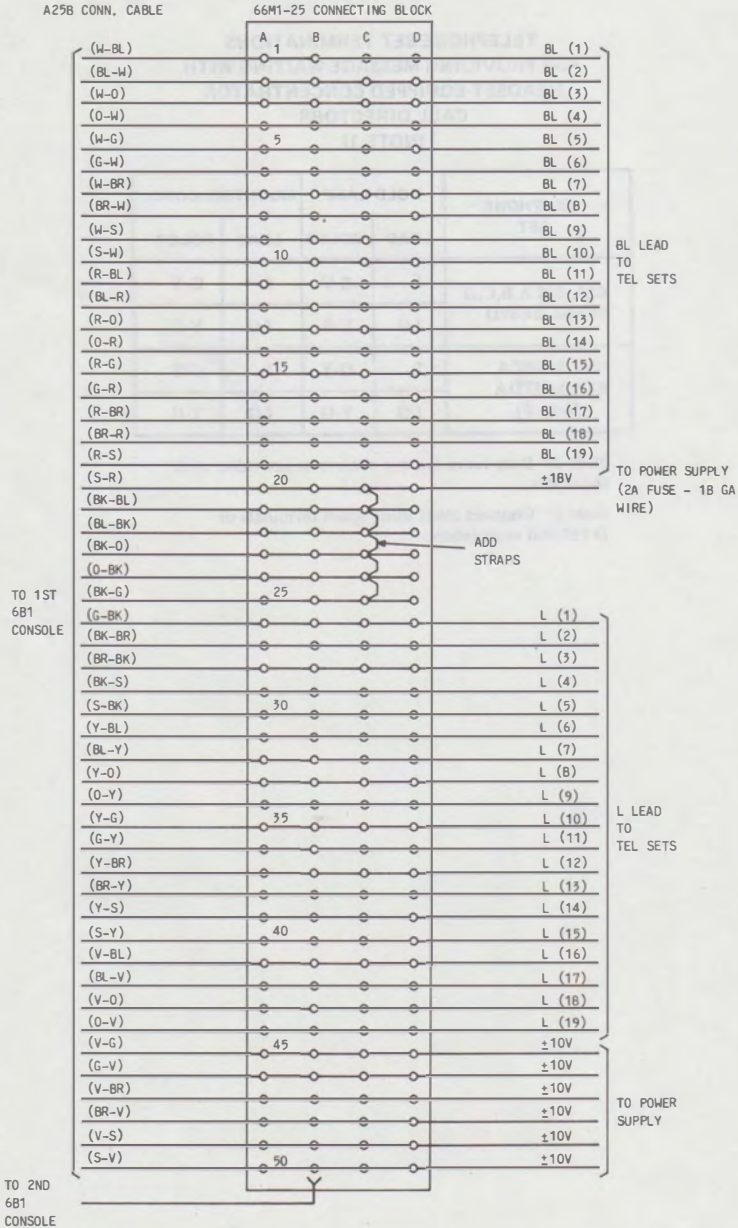 A25B CONN. CABLE 66M1-25 CONNECTING BLOCK
A B C D
(W-BL) 1 BL (1)
(BL-W) BL (2)
(W-O) BL (3)
(O-W) BL (4)
(W-G) 5 BL (5)
(G-W) BL (6)
(W-BR) BL (7)
(BR-W) BL (8)
(W-S) BL (9)
(S-W) 10 BL (10)
(R-BL) BL (11)
(BL-R) BL (12)
(R-O) BL (13)
(O-R) BL (14)
(R-G) 15 BL (15)
(G-R) BL (16)
(R-BR) BL (17)
(BR-R) BL (18)
(R-S) BL (19)
BL LEAD
TO
TEL SETS
(S-R) 20 ±18V
TO POWER SUPPLY
(2A FUSE - 18 GA
WIRE)
(BK-BL)
(BL-BK)
(BK-O)
(O-BK)
ADD
STRAPS
(BK-G) 25
TO 1ST
6B1
CONSOLE
(G-BK) L (1)
(BK-BR) L (2)
(BR-BK) L (3)
(BK-S) L (4)
(S-BK) 30 L (5)
(Y-BL) L (6)
(BL-Y) L (7)
(Y-O) L (8)
(O-Y) L (9)
(Y-G) 35 L (10)
(G-Y) L (11)
(Y-BR) L (12)
(BR-Y) L (13)
(Y-S) L (14)
(S-Y) 40 L (15)
(V-BL) L (16)
(BL-V) L (17)
(V-O) L (18)
(O-V) L (19)
L LEAD
TO
TEL SETS
(V-G) 45 ±10V
(G-V) ±10V
(V-BR) ±10V
(BR-V) ±10V
(V-S) ±10V
(S-V) 50 ±10V
TO POWER
SUPPLY
TO 2ND
6B1
CONSOLE